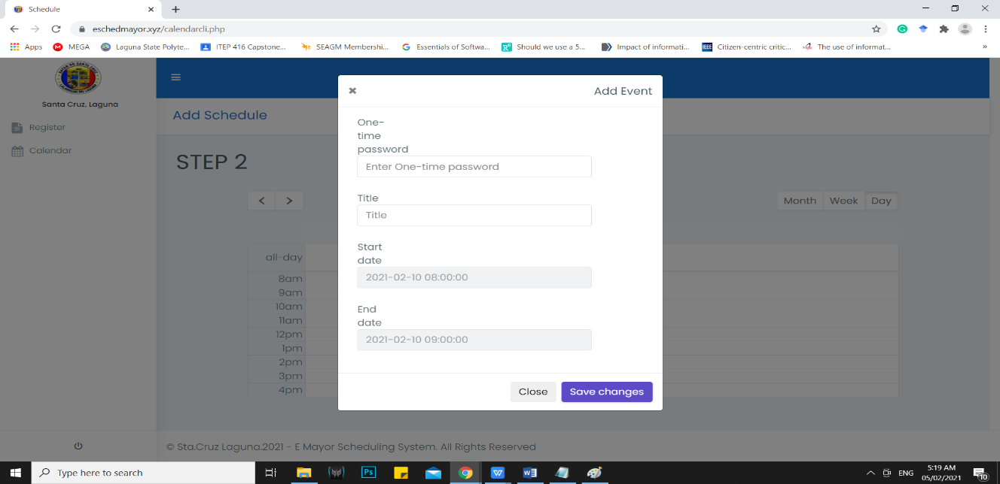 Schedule
eschedmayor.xyz/calendarcli.php
Apps
MEGA
Laguna State Polyte...
ITEP 416 Capstone...
SEAGM Membershi...
Essentials of Softwa...
Should we use a 5...
Impact of informati...
Citizen-centric critic...
The use of informat...
»
Santa Cruz, Laguna
Register
Calendar
Add Schedule
STEP 2
Month Week Day
all-day
8am
9am
10am
11am
12pm
1pm
2pm
3pm
4pm
Add Event
One-
time
password
Enter One-time password
Title
Title
Start
date
2021-02-10 08:00:00
End
date
2021-02-10 09:00:00
Close
Save changes
© Sta.Cruz Laguna.2021 - E Mayor Scheduling System. All Rights Reserved
Type here to search
Ps
W
W
ENG
5:19 AM
05/02/2021
10